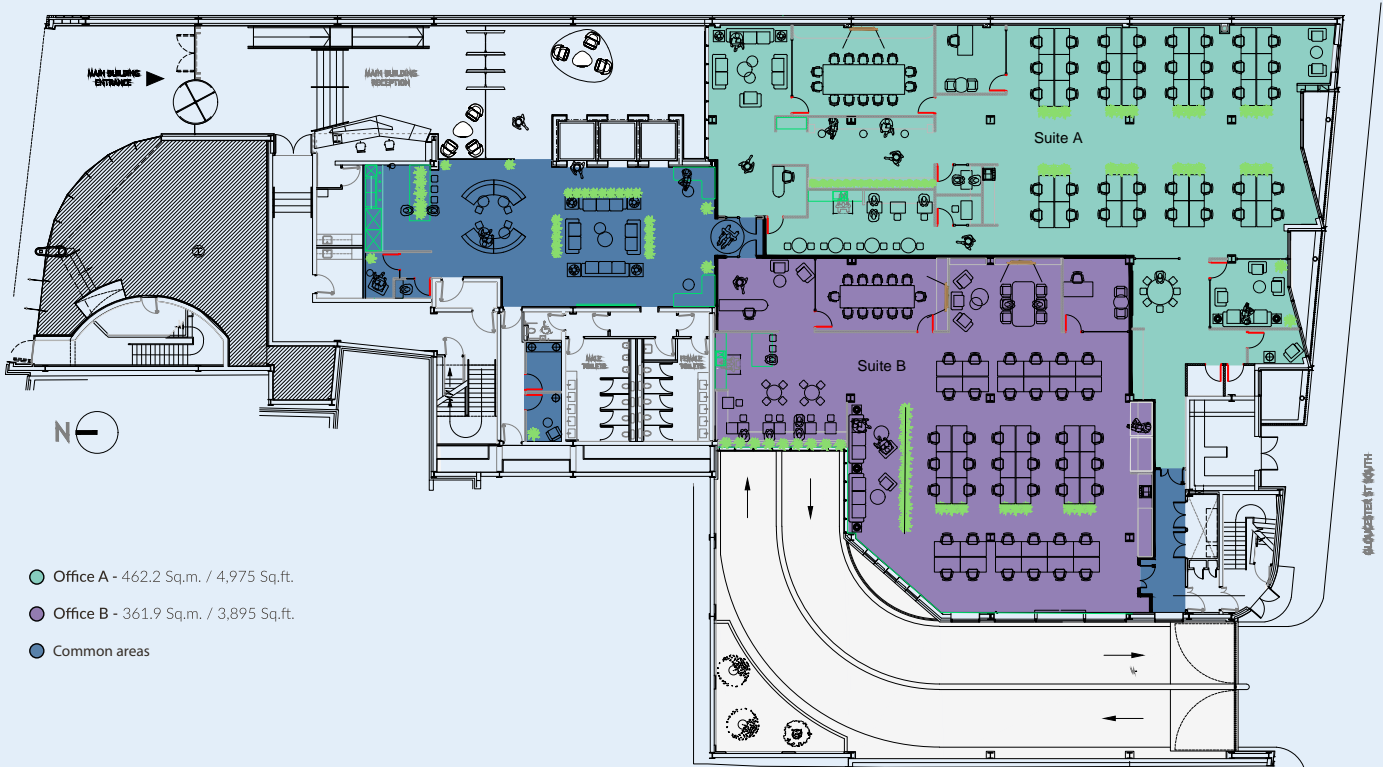 MAIN BUILDING
ENTRANCE
MAIN BUILDING
RECEPTION
Suite A
Suite B
MALE
TOILETS
FEMALE
TOILETS
N
GLOUCESTER ST SOUTH
Office A - 462.2 Sq.m. / 4,975 Sq.ft.
Office B - 361.9 Sq.m. / 3,895 Sq.ft.
Common areas